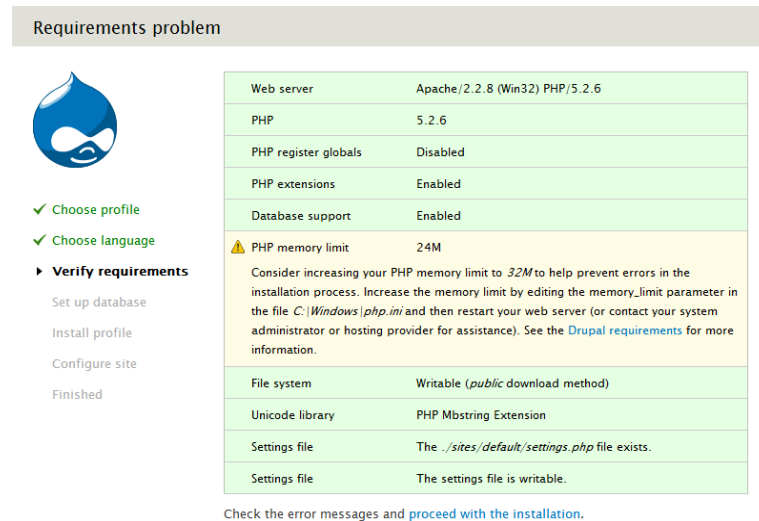 Requirements problem
Choose profile
Choose language
Verify requirements
Set up database
Install profile
Configure site
Finished
Web server Apache/2.2.8 (Win32) PHP/5.2.6
PHP 5.2.6
PHP register globals Disabled
PHP extensions Enabled
Database support Enabled
PHP memory limit 24M
Consider increasing your PHP memory limit to 32M to help prevent errors in the
installation process. Increase the memory limit by editing the memory_limit parameter in
the file C:\Windows\php.ini and then restart your web server (or contact your system
administrator or hosting provider for assistance). See the Drupal requirements for more
information.
File system Writable (public download method)
Unicode library PHP Mbstring Extension
Settings file The ./sites/default/settings.php file exists.
Settings file The settings file is writable.
Check the error messages and proceed with the installation.